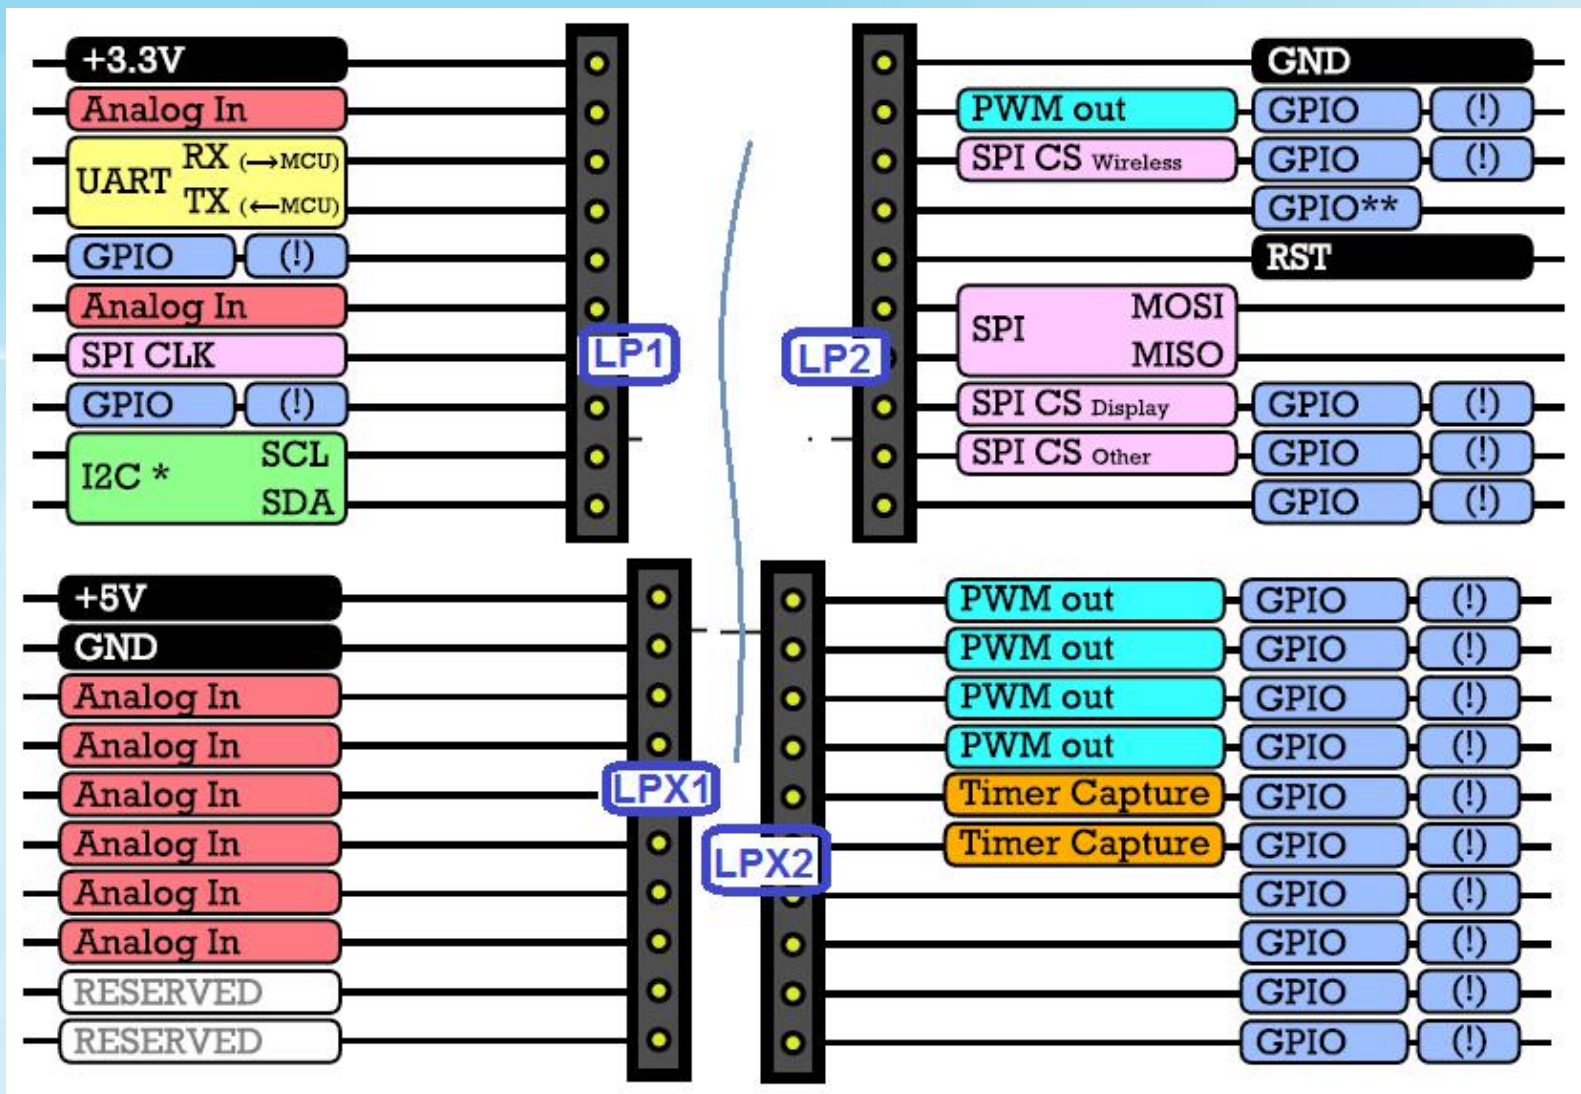 +3.3V
GND
Analog In
PWM out GPIO (!)
UART RX (→MCU)
SPI CS Wireless GPIO (!)
TX (←MCU)
GPIO**
GPIO (!)
RST
Analog In
SPI MOSI
SPI CLK
LP1
LP2
MISO
GPIO (!)
SPI CS Display GPIO (!)
I2C * SCL
SPI CS Other GPIO (!)
SDA
GPIO (!)
+5V
PWM out GPIO (!)
GND
PWM out GPIO (!)
Analog In
PWM out GPIO (!)
Analog In
PWM out GPIO (!)
Analog In
LPX1
Timer Capture GPIO (!)
Analog In
LPX2
Timer Capture GPIO (!)
Analog In
GPIO (!)
Analog In
GPIO (!)
RESERVED
GPIO (!)
RESERVED
GPIO (!)